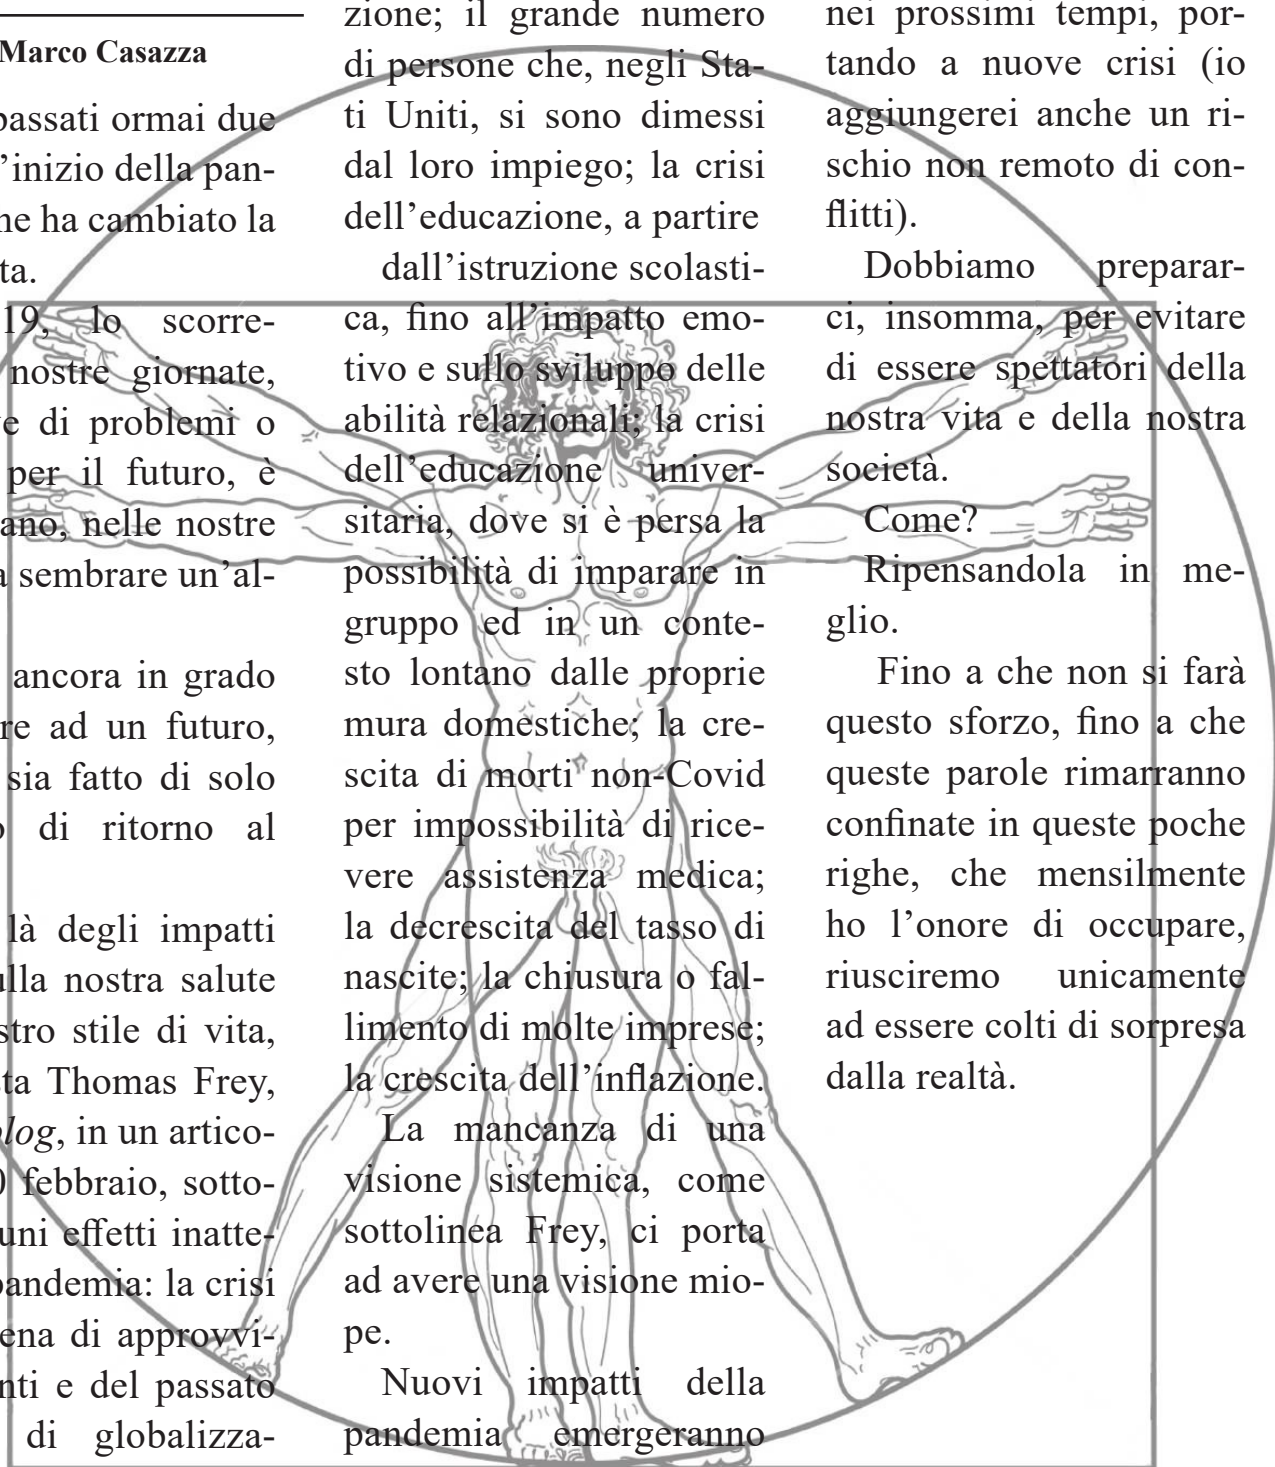 Marco Casazza
passati ormai due
'inizio della pan-
ha cambiato la
19, lo scorre-
nostre giornate,
di problemi o
per il futuro, è
nelle nostre
sembrare un'al-
ancora in grado
ad un futuro,
sia fatto di solo
di ritorno al
là degli impatti
nostra salute
stile di vita,
Thomas Frey,
in un artico-
febbraio, sotto-
effetti inatte-
pandemia: la crisi
di approvvi-
e del passato
di globalizza-
zione; il grande numero
di persone che, negli Sta-
ti Uniti, si sono dimessi
dal loro impiego; la crisi
dell'educazione, a partire
dall'istruzione scolasti-
ca, fino all'impatto emo-
tivo e sullo sviluppo delle
abilità relazionali; la crisi
dell'educazione univer-
sitaria, dove si è persa la
possibilità di imparare in
gruppo ed in un conte-
sto lontano dalle proprie
mura domestiche; la cre-
scita di morti non-Covid
per impossibilità di rice-
vere assistenza medica;
la decrescita del tasso di
nascite; la chiusura o fal-
limento di molte imprese;
la crescita dell'inflazione.
La mancanza di una
visione sistemica, come
sottolinea Frey, ci porta
ad avere una visione mio-
pe.
Nuovi impatti della
pandemia emergeranno
nei prossimi tempi, por-
tando a nuove crisi (io
aggiungerei anche un ri-
schio non remoto di con-
flitti).
Dobbiamo preparar-
ci, insomma, per evitare
di essere spettatori della
nostra vita e della nostra
società.
Come?
Ripensandola in me-
glio.
Fino a che non si farà
questo sforzo, fino a che
queste parole rimarranno
confinate in queste poche
righe, che mensilmente
ho l'onore di occupare,
riusciremo unicamente
ad essere colti di sorpresa
dalla realtà.